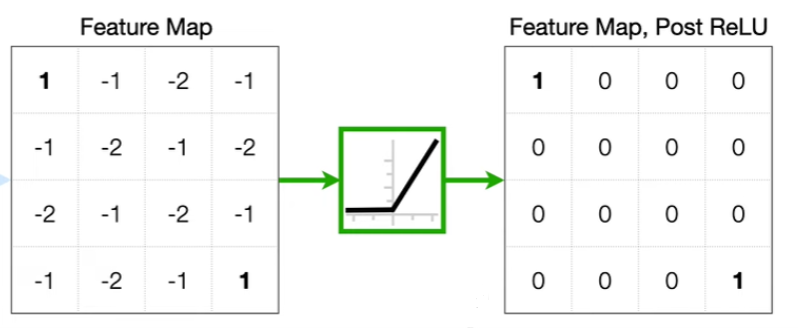 Feature Map
1 -1 -2 -1
-1 -2 -1 -2
-2 -1 -2 -1
-1 -2 -1 1
Feature Map, Post ReLU
1 0 0 0
0 0 0 0
0 0 0 0
0 0 0 1